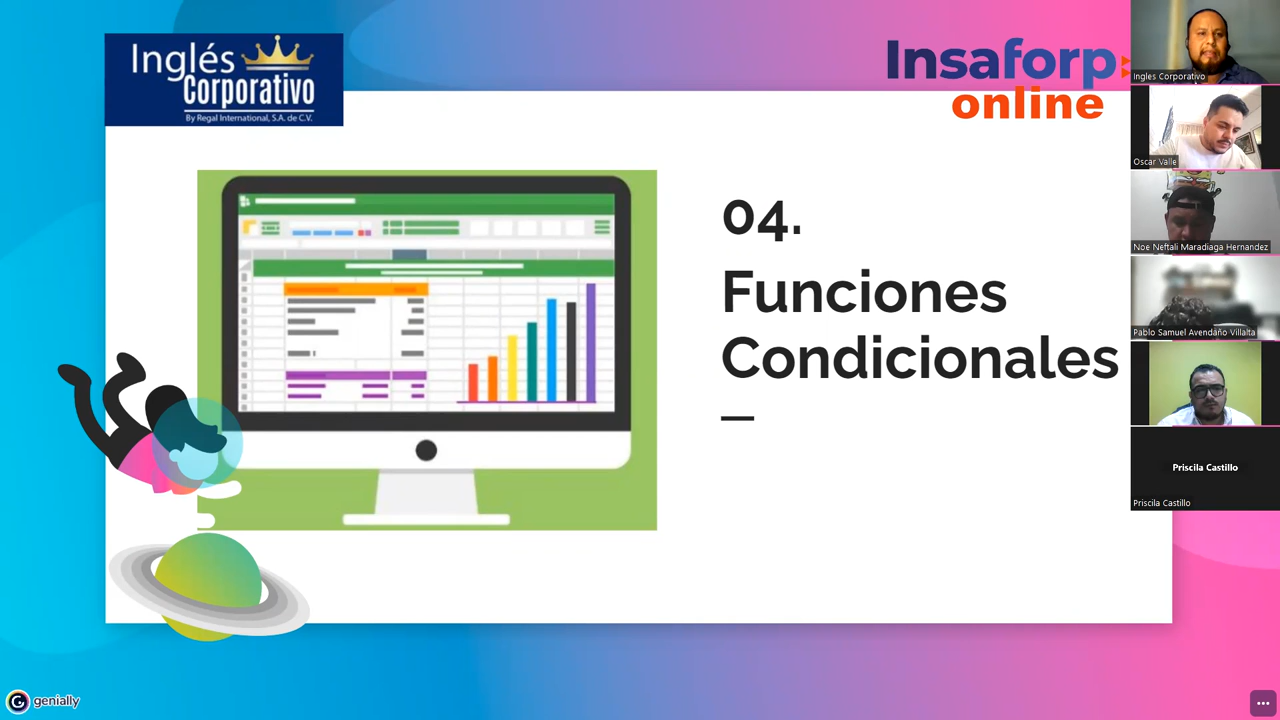 Inglés
Corporativo
By Regal International, S.A. de C.V.
Insaforp
online
04.
Funciones
Condicionales
Ingles Corporativo
Oscar Valle
Noe Neftali Maradiaga Hernandez
Pablo Samuel Avendaño Villalta
Priscila Castillo
Priscila Castillo
genially